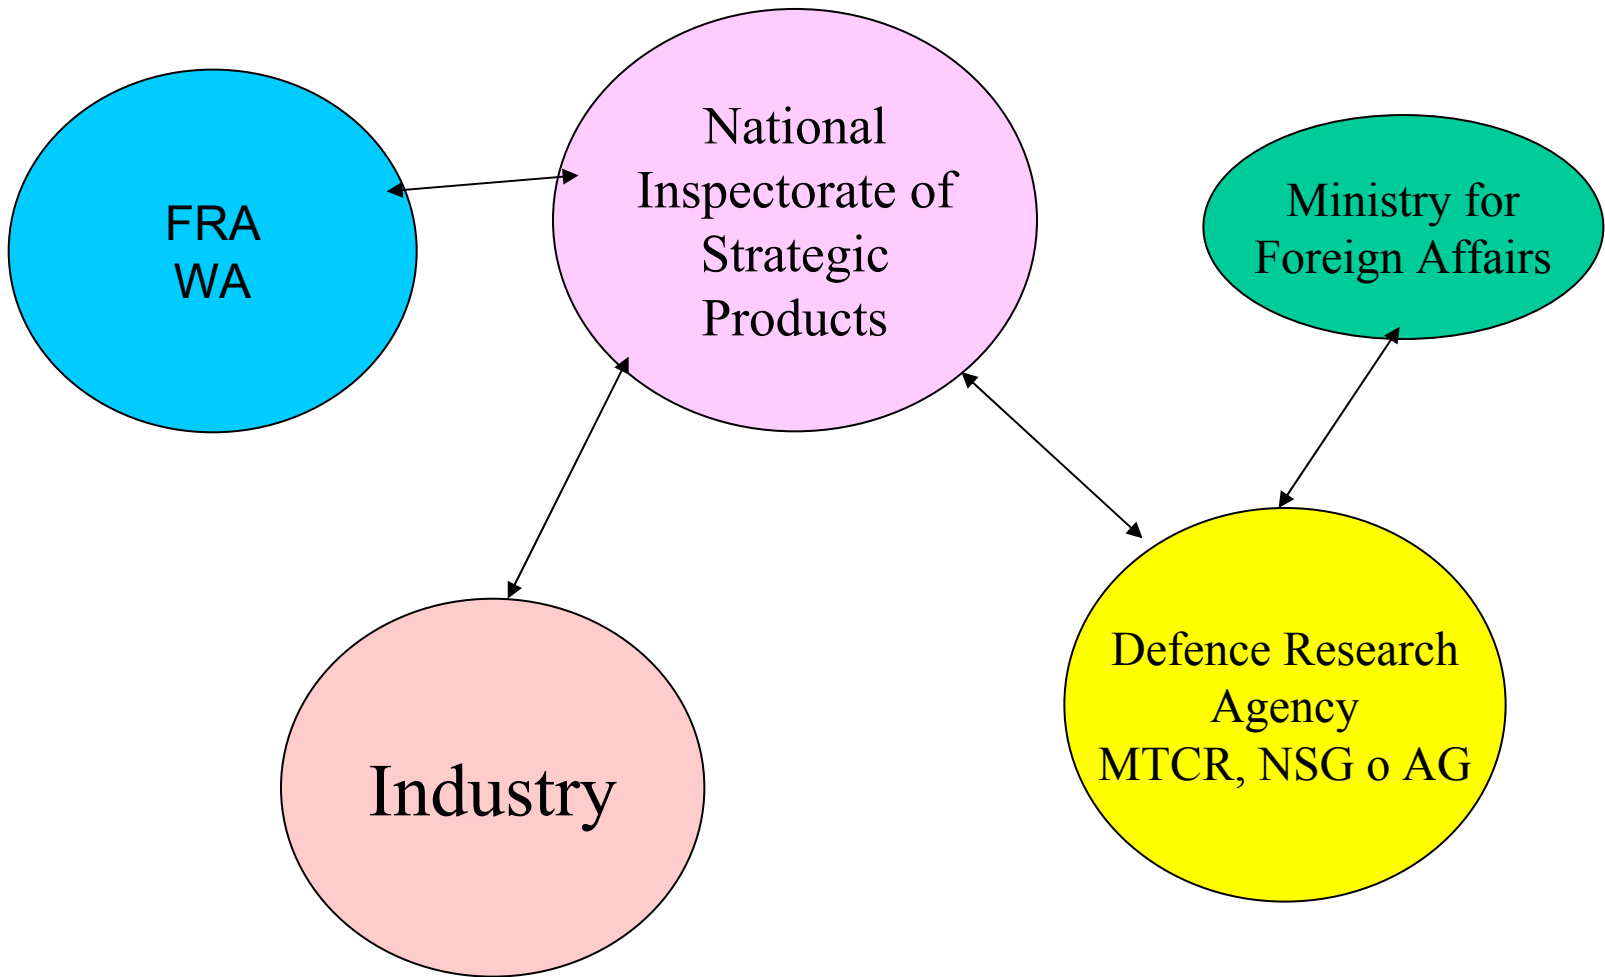 FRA
WA
National
Inspectorate of
Strategic
Products
Ministry for
Foreign Affairs
Industry
Defence Research
Agency
MTCR, NSG o AG